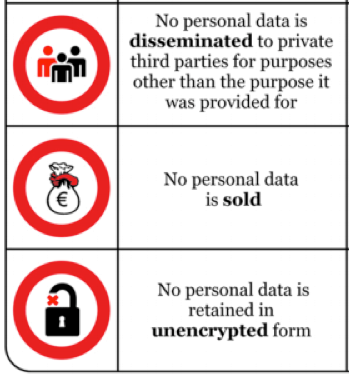 No personal data is
disseminated to private
third parties for purposes
other than the purpose it
was provided for
€
No personal data
is sold
No personal data is
retained in
unencrypted form